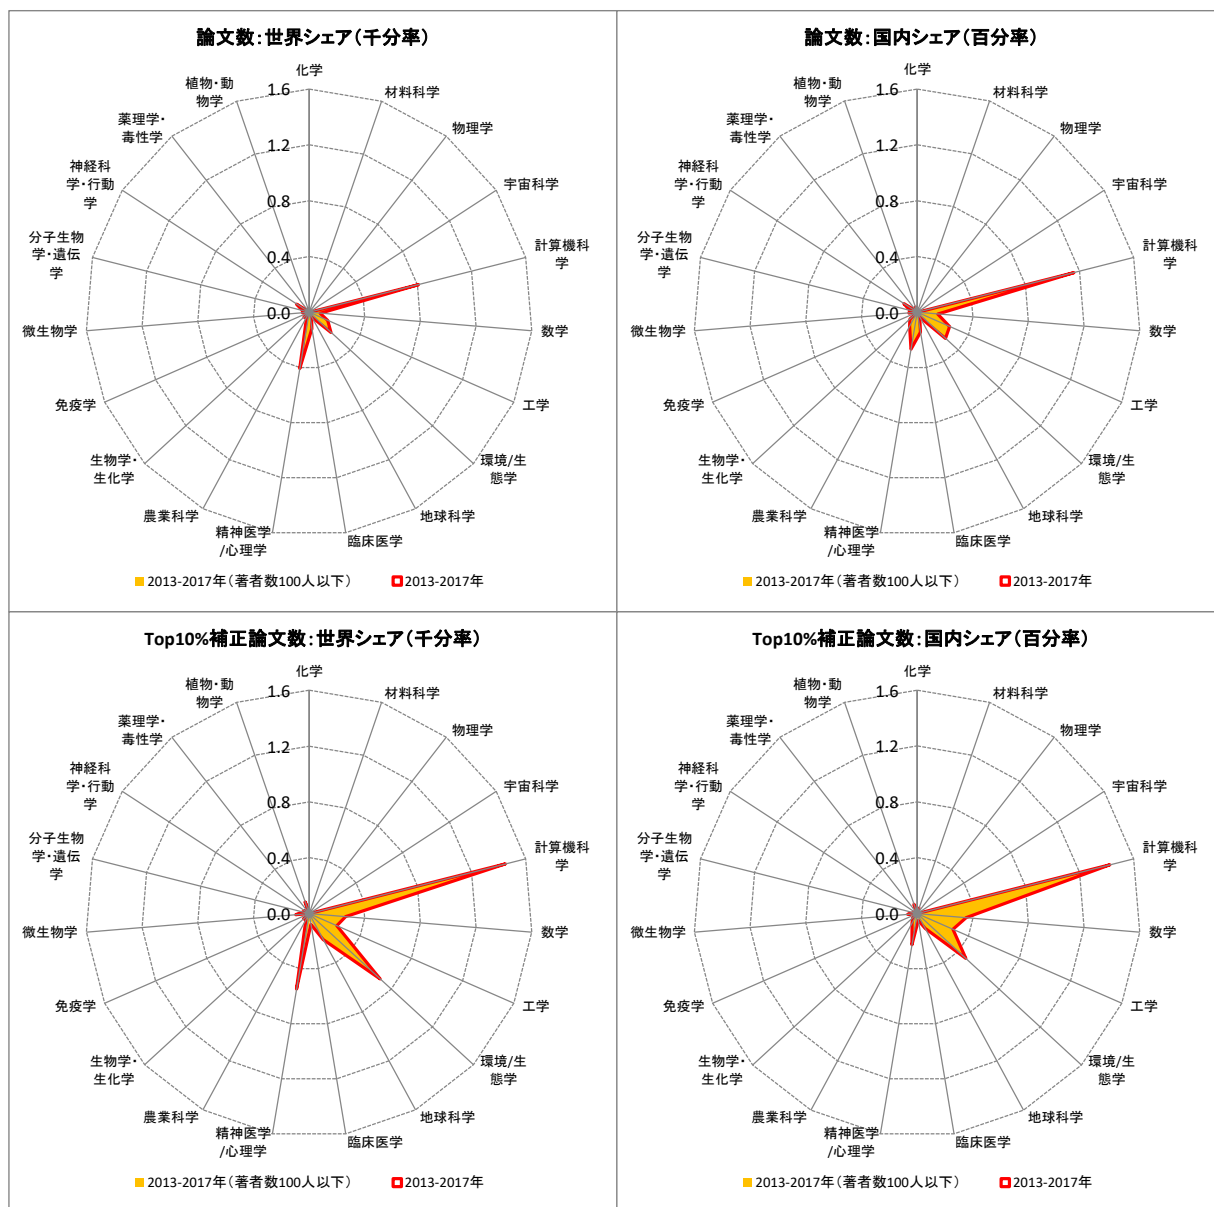 論文数：世界シェア（千分率）
化学
材料科学
物理学
宇宙科学
計算機科
学
数学
工学
環境/生
態学
地球科学
臨床医学
精神医学
/心理学
農業科学
生物学・
生化学
免疫学
微生物学
分子生物
学・遺伝
学
神経科
学・行動
学
薬理学・
毒性学
植物・動
物学
1.6
1.2
0.8
0.4
0.0
2013-2017年（著者数100人以下）
2013-2017年
論文数：国内シェア（百分率）
化学
材料科学
物理学
宇宙科学
計算機科
学
数学
工学
環境/生
態学
地球科学
臨床医学
精神医学
/心理学
農業科学
生物学・
生化学
免疫学
微生物学
分子生物
学・遺伝
学
神経科
学・行動
学
薬理学・
毒性学
植物・動
物学
1.6
1.2
0.8
0.4
0.0
2013-2017年（著者数100人以下）
2013-2017年
Top10%補正論文数：世界シェア（千分率）
化学
材料科学
物理学
宇宙科学
計算機科
学
数学
工学
環境/生
態学
地球科学
臨床医学
精神医学
/心理学
農業科学
生物学・
生化学
免疫学
微生物学
分子生物
学・遺伝
学
神経科
学・行動
学
薬理学・
毒性学
植物・動
物学
1.6
1.2
0.8
0.4
0.0
2013-2017年（著者数100人以下）
2013-2017年
Top10%補正論文数：国内シェア（百分率）
化学
材料科学
物理学
宇宙科学
計算機科
学
数学
工学
環境/生
態学
地球科学
臨床医学
精神医学
/心理学
農業科学
生物学・
生化学
免疫学
微生物学
分子生物
学・遺伝
学
神経科
学・行動
学
薬理学・
毒性学
植物・動
物学
1.6
1.2
0.8
0.4
0.0
2013-2017年（著者数100人以下）
2013-2017年